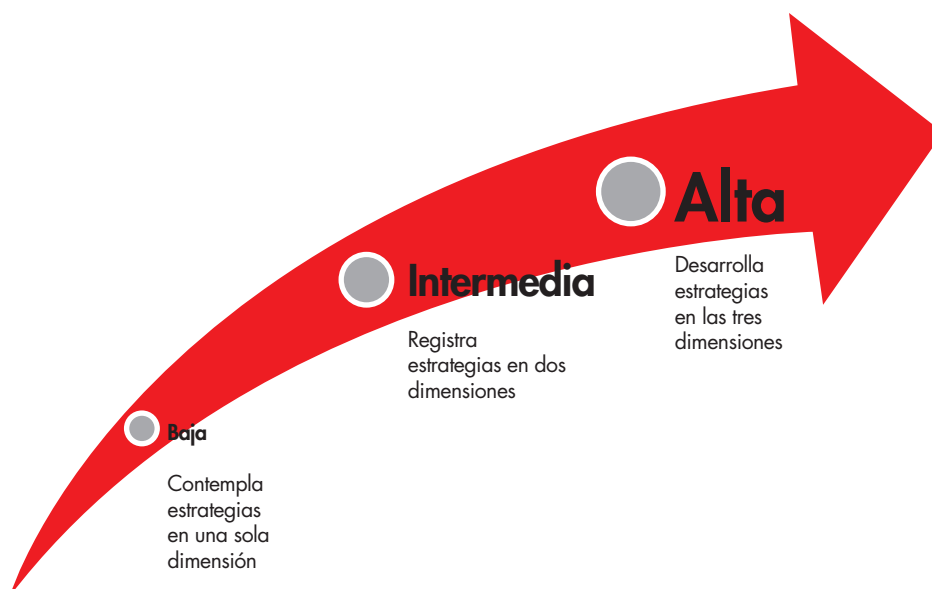 Alta
Desarrolla
estrategias
en las tres
dimensiones
Intermedia
Registra
estrategias en dos
dimensiones
Baja
Contempla
estrategias
en una sola
dimensión